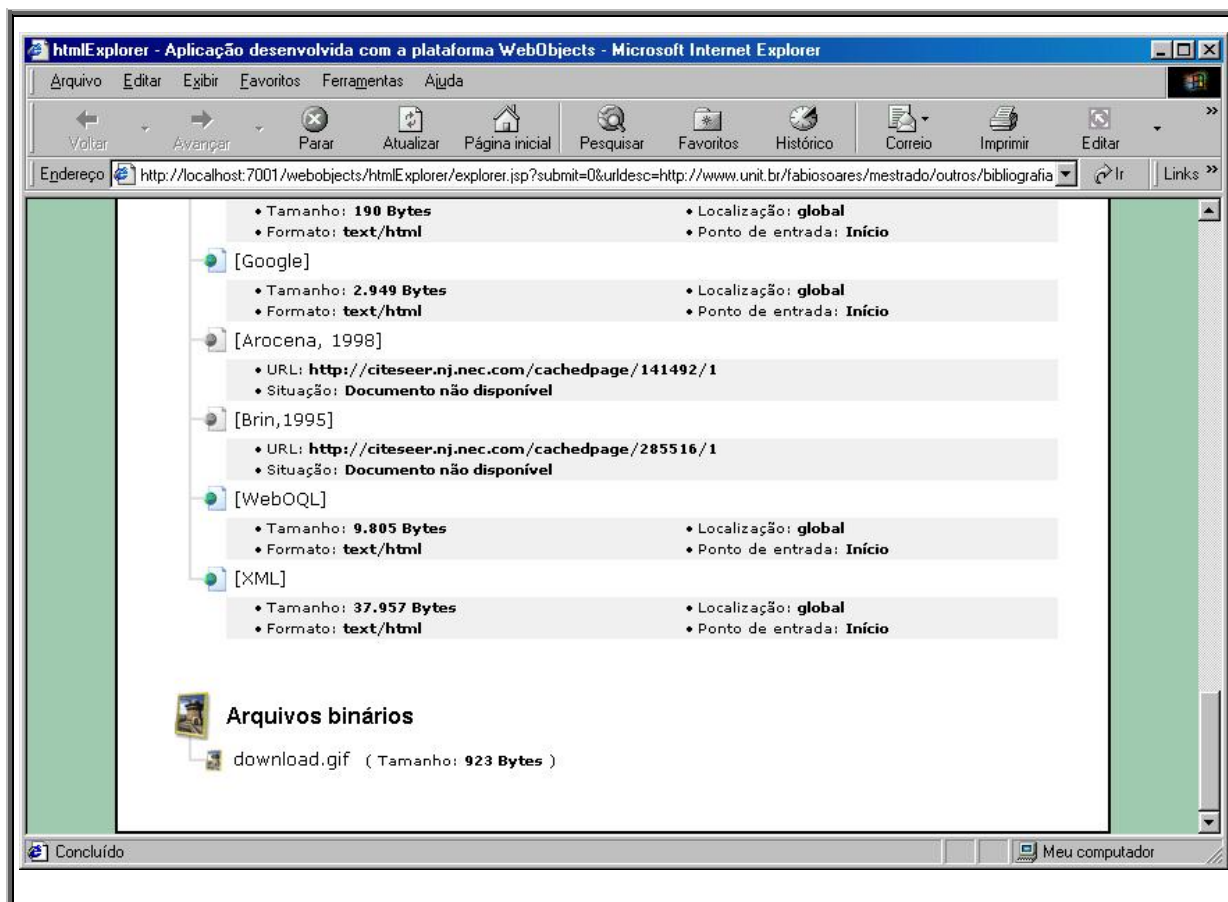 htmlExplorer - Aplicação desenvolvida com a plataforma WebObjects - Microsoft Internet Explorer
Arquivo Editar Exibir Favoritos Ferramentas Ajuda
Voltar Avançar Parar Atualizar Página inicial Pesquisar Favoritos Histórico Correio Imprimir Editar »
Endereço http://localhost:7001/webobjects/htmlExplorer/explorer.jsp?submit=0&urldesc=http://www.unit.br/fabiosoares/mestrado/outros/bibliografia Ir Links »
• Tamanho: 190 Bytes • Localização: global
• Formato: text/html • Ponto de entrada: Início
[Google]
• Tamanho: 2.949 Bytes • Localização: global
• Formato: text/html • Ponto de entrada: Início
[Arocena, 1998]
• URL: http://citeseer.nj.nec.com/cachedpage/141492/1
• Situação: Documento não disponível
[Brin,1995]
• URL: http://citeseer.nj.nec.com/cachedpage/285516/1
• Situação: Documento não disponível
[WebOQL]
• Tamanho: 9.805 Bytes • Localização: global
• Formato: text/html • Ponto de entrada: Início
[XML]
• Tamanho: 37.957 Bytes • Localização: global
• Formato: text/html • Ponto de entrada: Início
Arquivos binários
download.gif ( Tamanho: 923 Bytes )
Concluído Meu computador